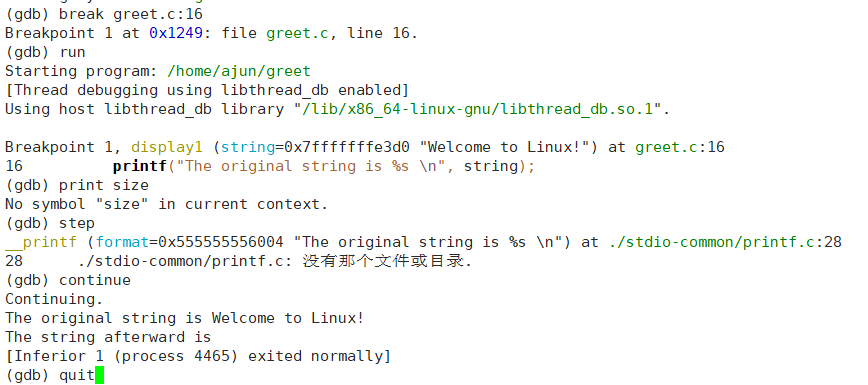 (gdb) break greet.c:16
Breakpoint 1 at 0x1249: file greet.c, line 16.
(gdb) run
Starting program: /home/ajun/greet
[Thread debugging using libthread_db enabled]
Using host libthread_db library "/lib/x86_64-linux-gnu/libthread_db.so.1".

Breakpoint 1, display1 (string=0x7fffffffe3d0 "Welcome to Linux!") at greet.c:16
16          printf("The original string is %s \n", string);
(gdb) print size
No symbol "size" in current context.
(gdb) step
__printf (format=0x555555556004 "The original string is %s \n") at ./stdio-common/printf.c:28
28      ./stdio-common/printf.c: 没有那个文件或目录.
(gdb) continue
Continuing.
The original string is Welcome to Linux!
The string afterward is
[Inferior 1 (process 4465) exited normally]
(gdb) quit